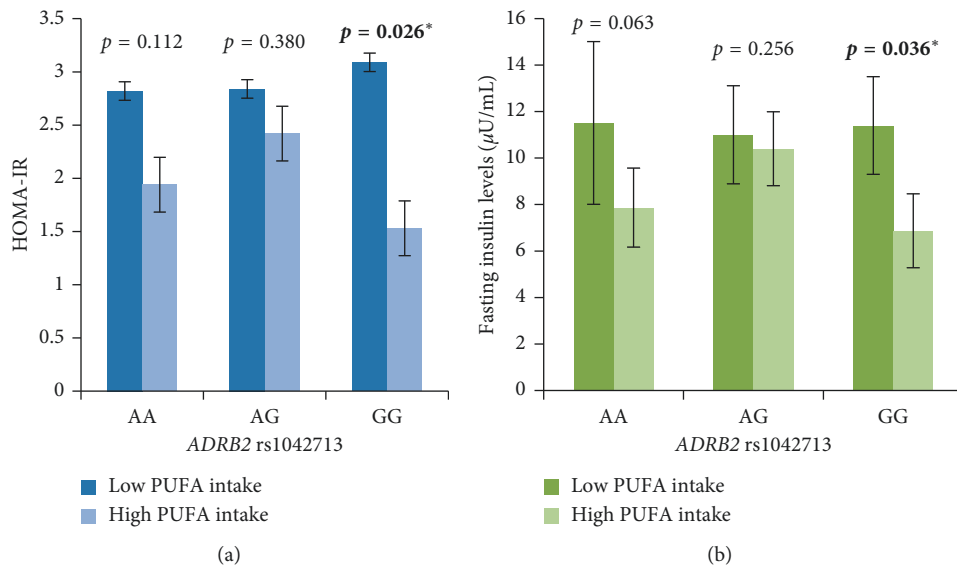 HOMA-IR
3.5
3
2.5
2
1.5
1
0.5
0
p = 0.112
p = 0.380
p = 0.026*
AA
AG
GG
ADRB2 rs1042713
Low PUFA intake
High PUFA intake
(a)
Fasting insulin levels (μU/mL)
16
14
12
10
8
6
4
2
0
p = 0.063
p = 0.256
p = 0.036*
AA
AG
GG
ADRB2 rs1042713
Low PUFA intake
High PUFA intake
(b)